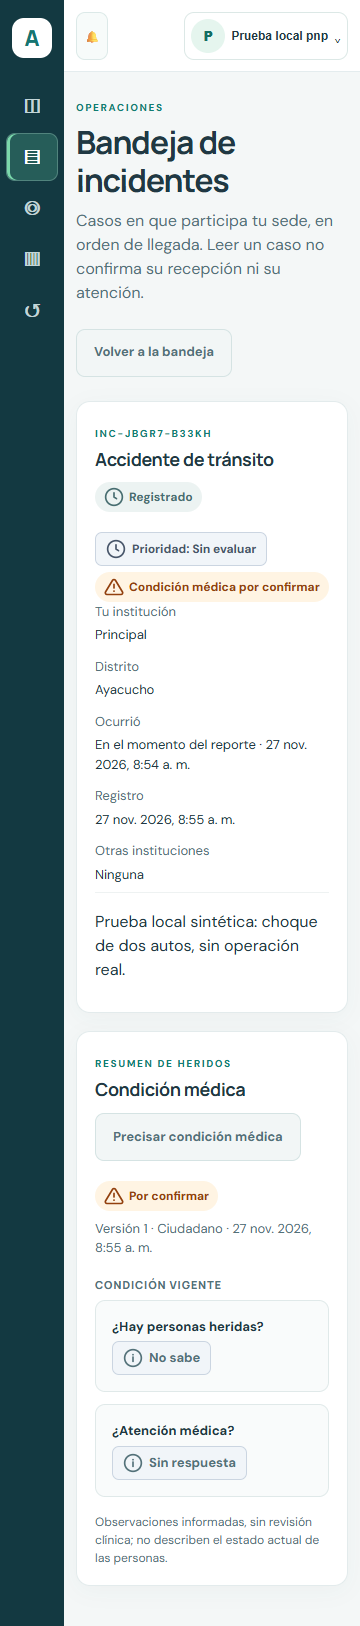 A
P Prueba local pnp
OPERACIONES
Bandeja de
incidentes
Casos en que participa tu sede, en
orden de llegada. Leer un caso no
confirma su recepción ni su
atención.
Volver a la bandeja
INC-JBGR7-B33KH
Accidente de tránsito
Registrado
Prioridad: Sin evaluar
Condición médica por confirmar
Tu institución
Principal
Distrito
Ayacucho
Ocurrió
En el momento del reporte · 27 nov.
2026, 8:54 a. m.
Registro
27 nov. 2026, 8:55 a. m.
Otras instituciones
Ninguna
Prueba local sintética: choque
de dos autos, sin operación
real.
RESUMEN DE HERIDOS
Condición médica
Precisar condición médica
Por confirmar
Versión 1 · Ciudadano · 27 nov. 2026,
8:55 a. m.
CONDICIÓN VIGENTE
¿Hay personas heridas?
No sabe
¿Atención médica?
Sin respuesta
Observaciones informadas, sin revisión
clínica; no describen el estado actual de
las personas.